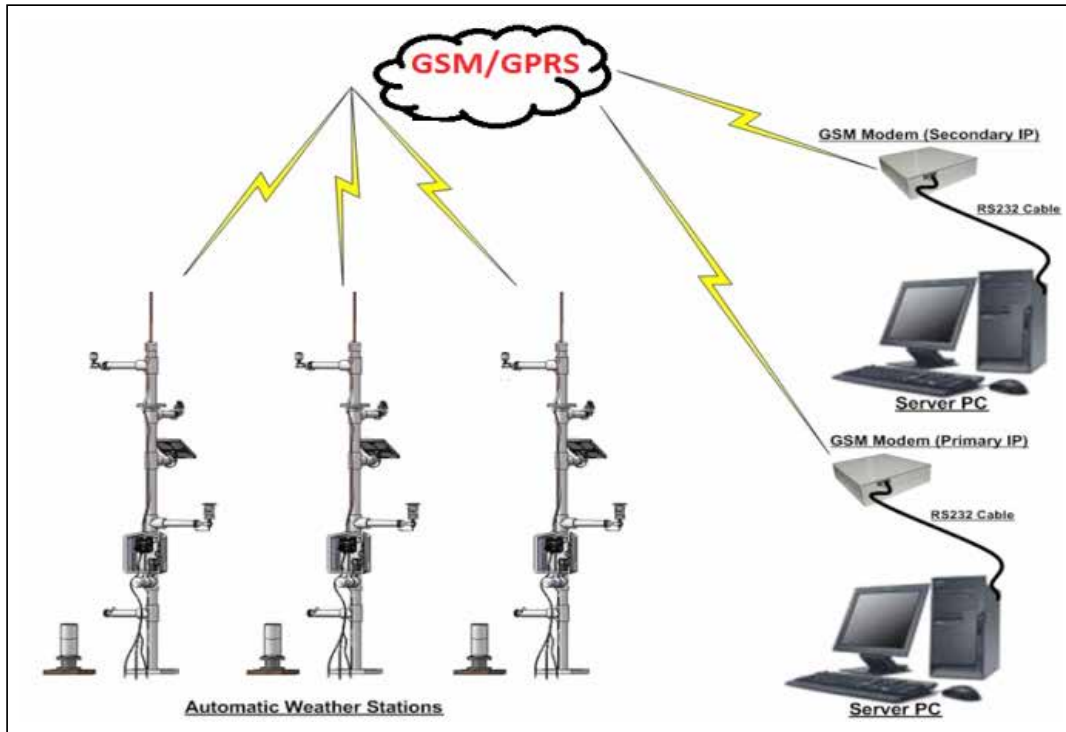 GSM/GPRS
GSM Modem (Secondary IP)
RS232 Cable
Server PC
GSM Modem (Primary IP)
RS232 Cable
Server PC
Automatic Weather Stations